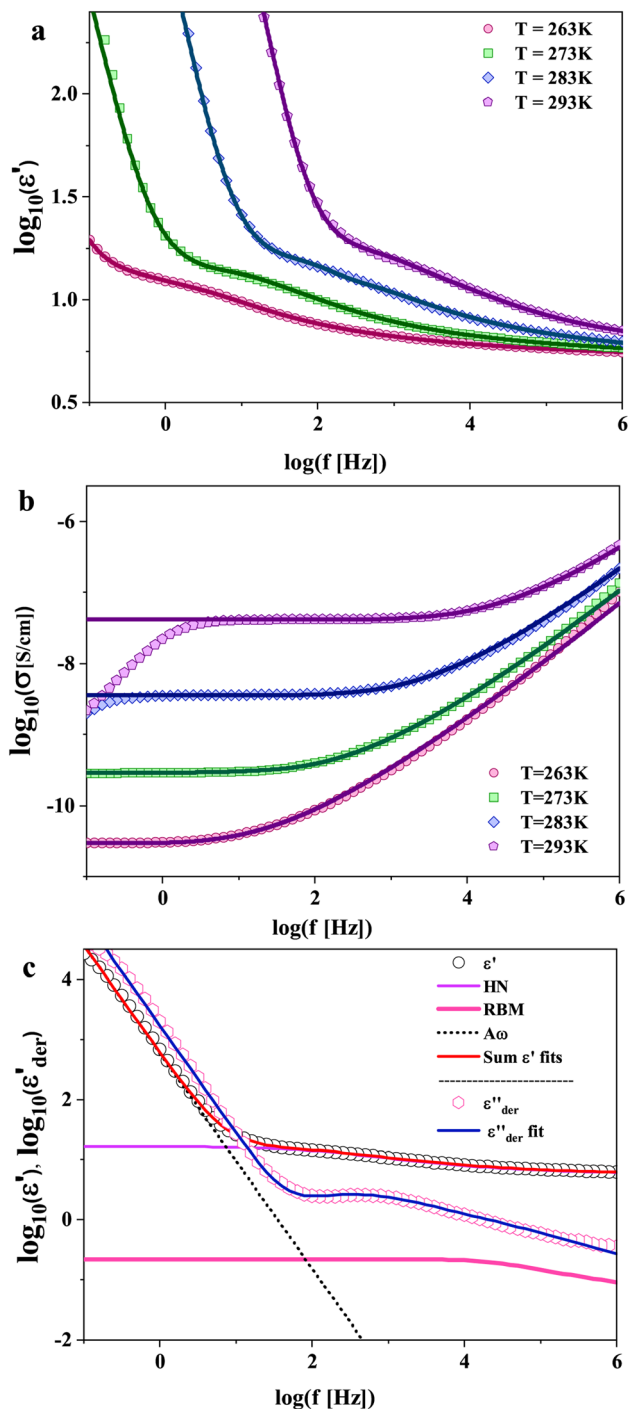 a
T = 263K
T = 273K
T = 283K
T = 293K
2.0
1.5
1.0
0.5
log₁₀(ε')
0 2 4 6
log(f [Hz])
b
-6
-8
-10
log₁₀(σ[S/cm])
T=263K
T=273K
T=283K
T=293K
0 2 4 6
log(f [Hz])
c
4
2
0
-2
log₁₀(ε'), log₁₀(ε'der)
ε'
HN
RBM
Aω
Sum ε' fits
ε''der
ε''der fit
0 2 4 6
log(f [Hz])